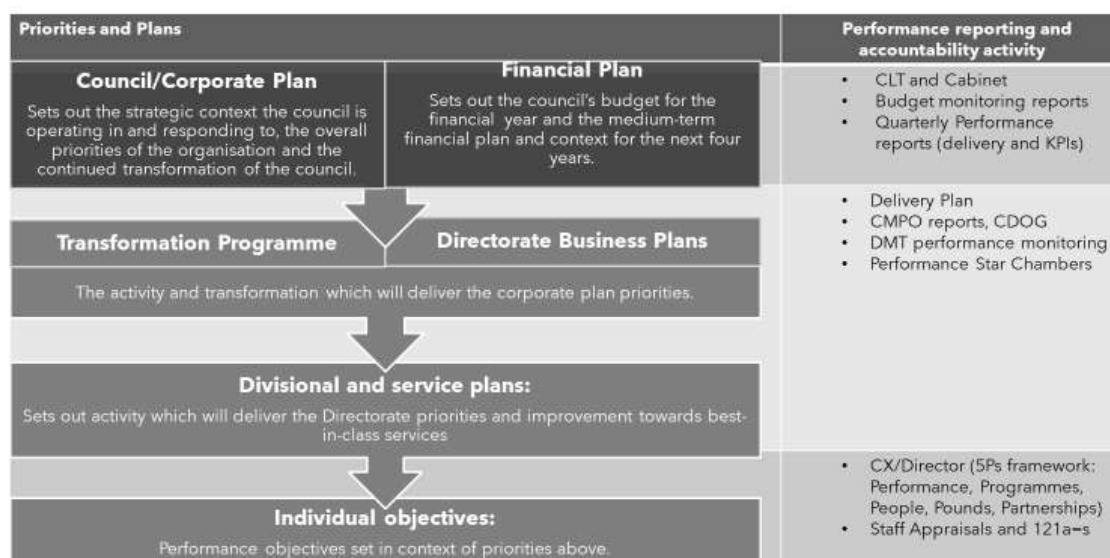 Priorities and Plans
Performance reporting and
accountability activity
Council/Corporate Plan
Sets out the strategic context the council is
operating in and responding to, the overall
priorities of the organisation and the
continued transformation of the council.
Financial Plan
Sets out the council's budget for the
financial year and the medium-term
financial plan and context for the next four
years.
• CLT and Cabinet
• Budget monitoring reports
• Quarterly Performance
reports (delivery and KPIs)
Transformation Programme
Directorate Business Plans
The activity and transformation which will deliver the corporate plan priorities.
• Delivery Plan
• CMPO reports, CDOG
• DMT performance monitoring
• Performance Star Chambers
Divisional and service plans:
Sets out activity which will deliver the Directorate priorities and improvement towards best-
in-class services
Individual objectives:
Performance objectives set in context of priorities above.
• CX/Director (5Ps framework:
Performance, Programmes,
People, Pounds, Partnerships)
• Staff Appraisals and 121a=s